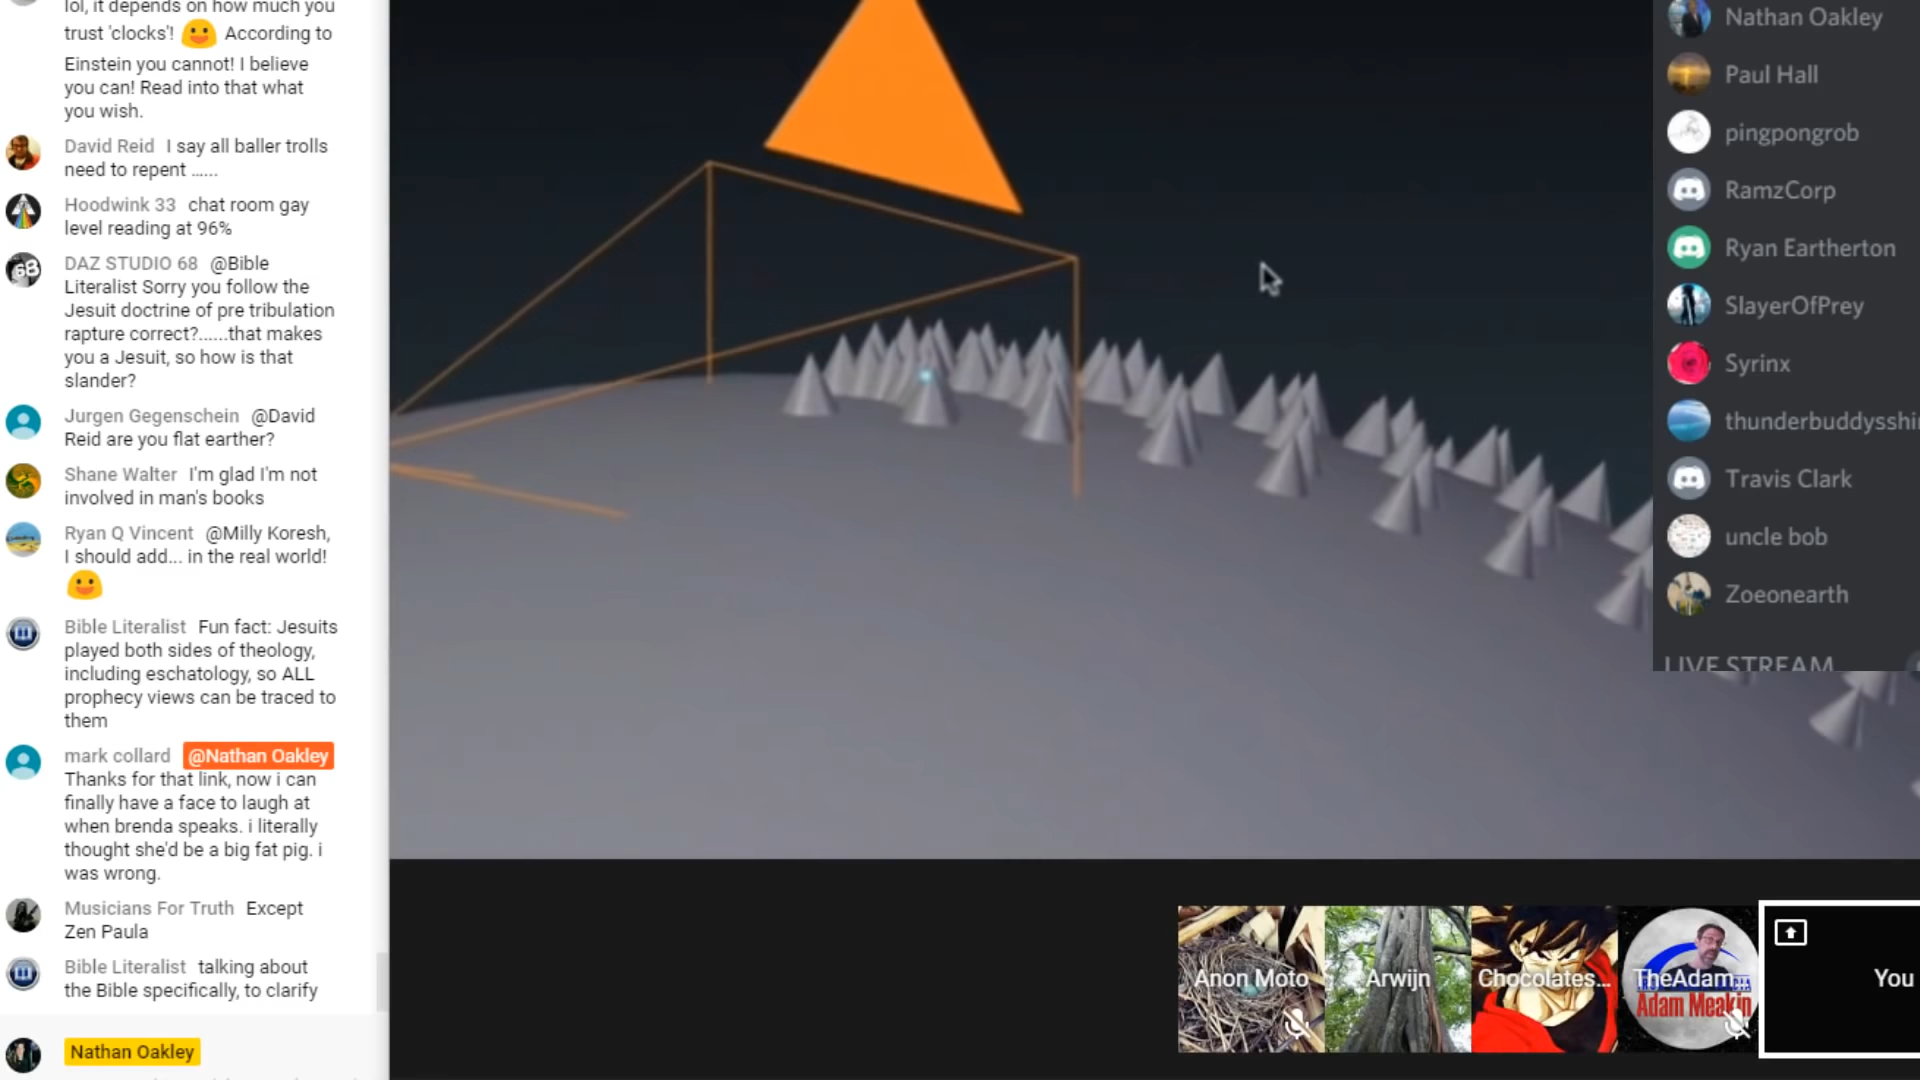 lol, it depends on how much you
trust 'clocks'! According to
Einstein you cannot! I believe
you can! Read into that what
you wish.
David Reid I say all baller trolls
need to repent ......
Hoodwink 33 chat room gay
level reading at 96%
DAZ STUDIO 68 @Bible
Literalist Sorry you follow the
Jesuit doctrine of pre tribulation
rapture correct?......that makes
you a Jesuit, so how is that
slander?
Jurgen Gegenschein @David
Reid are you flat earther?
Shane Walter I'm glad I'm not
involved in man's books
Ryan Q Vincent @Milly Koresh,
I should add... in the real world!
Bible Literalist Fun fact: Jesuits
played both sides of theology,
including eschatology, so ALL
prophecy views can be traced to
them
mark collard @Nathan Oakley
Thanks for that link, now i can
finally have a face to laugh at
when brenda speaks. i literally
thought she'd be a big fat pig. i
was wrong.
Musicians For Truth Except
Zen Paula
Bible Literalist talking about
the Bible specifically, to clarify
Nathan Oakley
68
Nathan Oakley
Paul Hall
pingpongrob
RamzCorp
Ryan Eartherton
SlayerOfPrey
Syrinx
thunderbuddysshi
Travis Clark
uncle bob
Zoeonearth
LIVE STREAM
Anon Moto
Arwijn
Chocolates...
TheAdam...
Adam Meakin
You